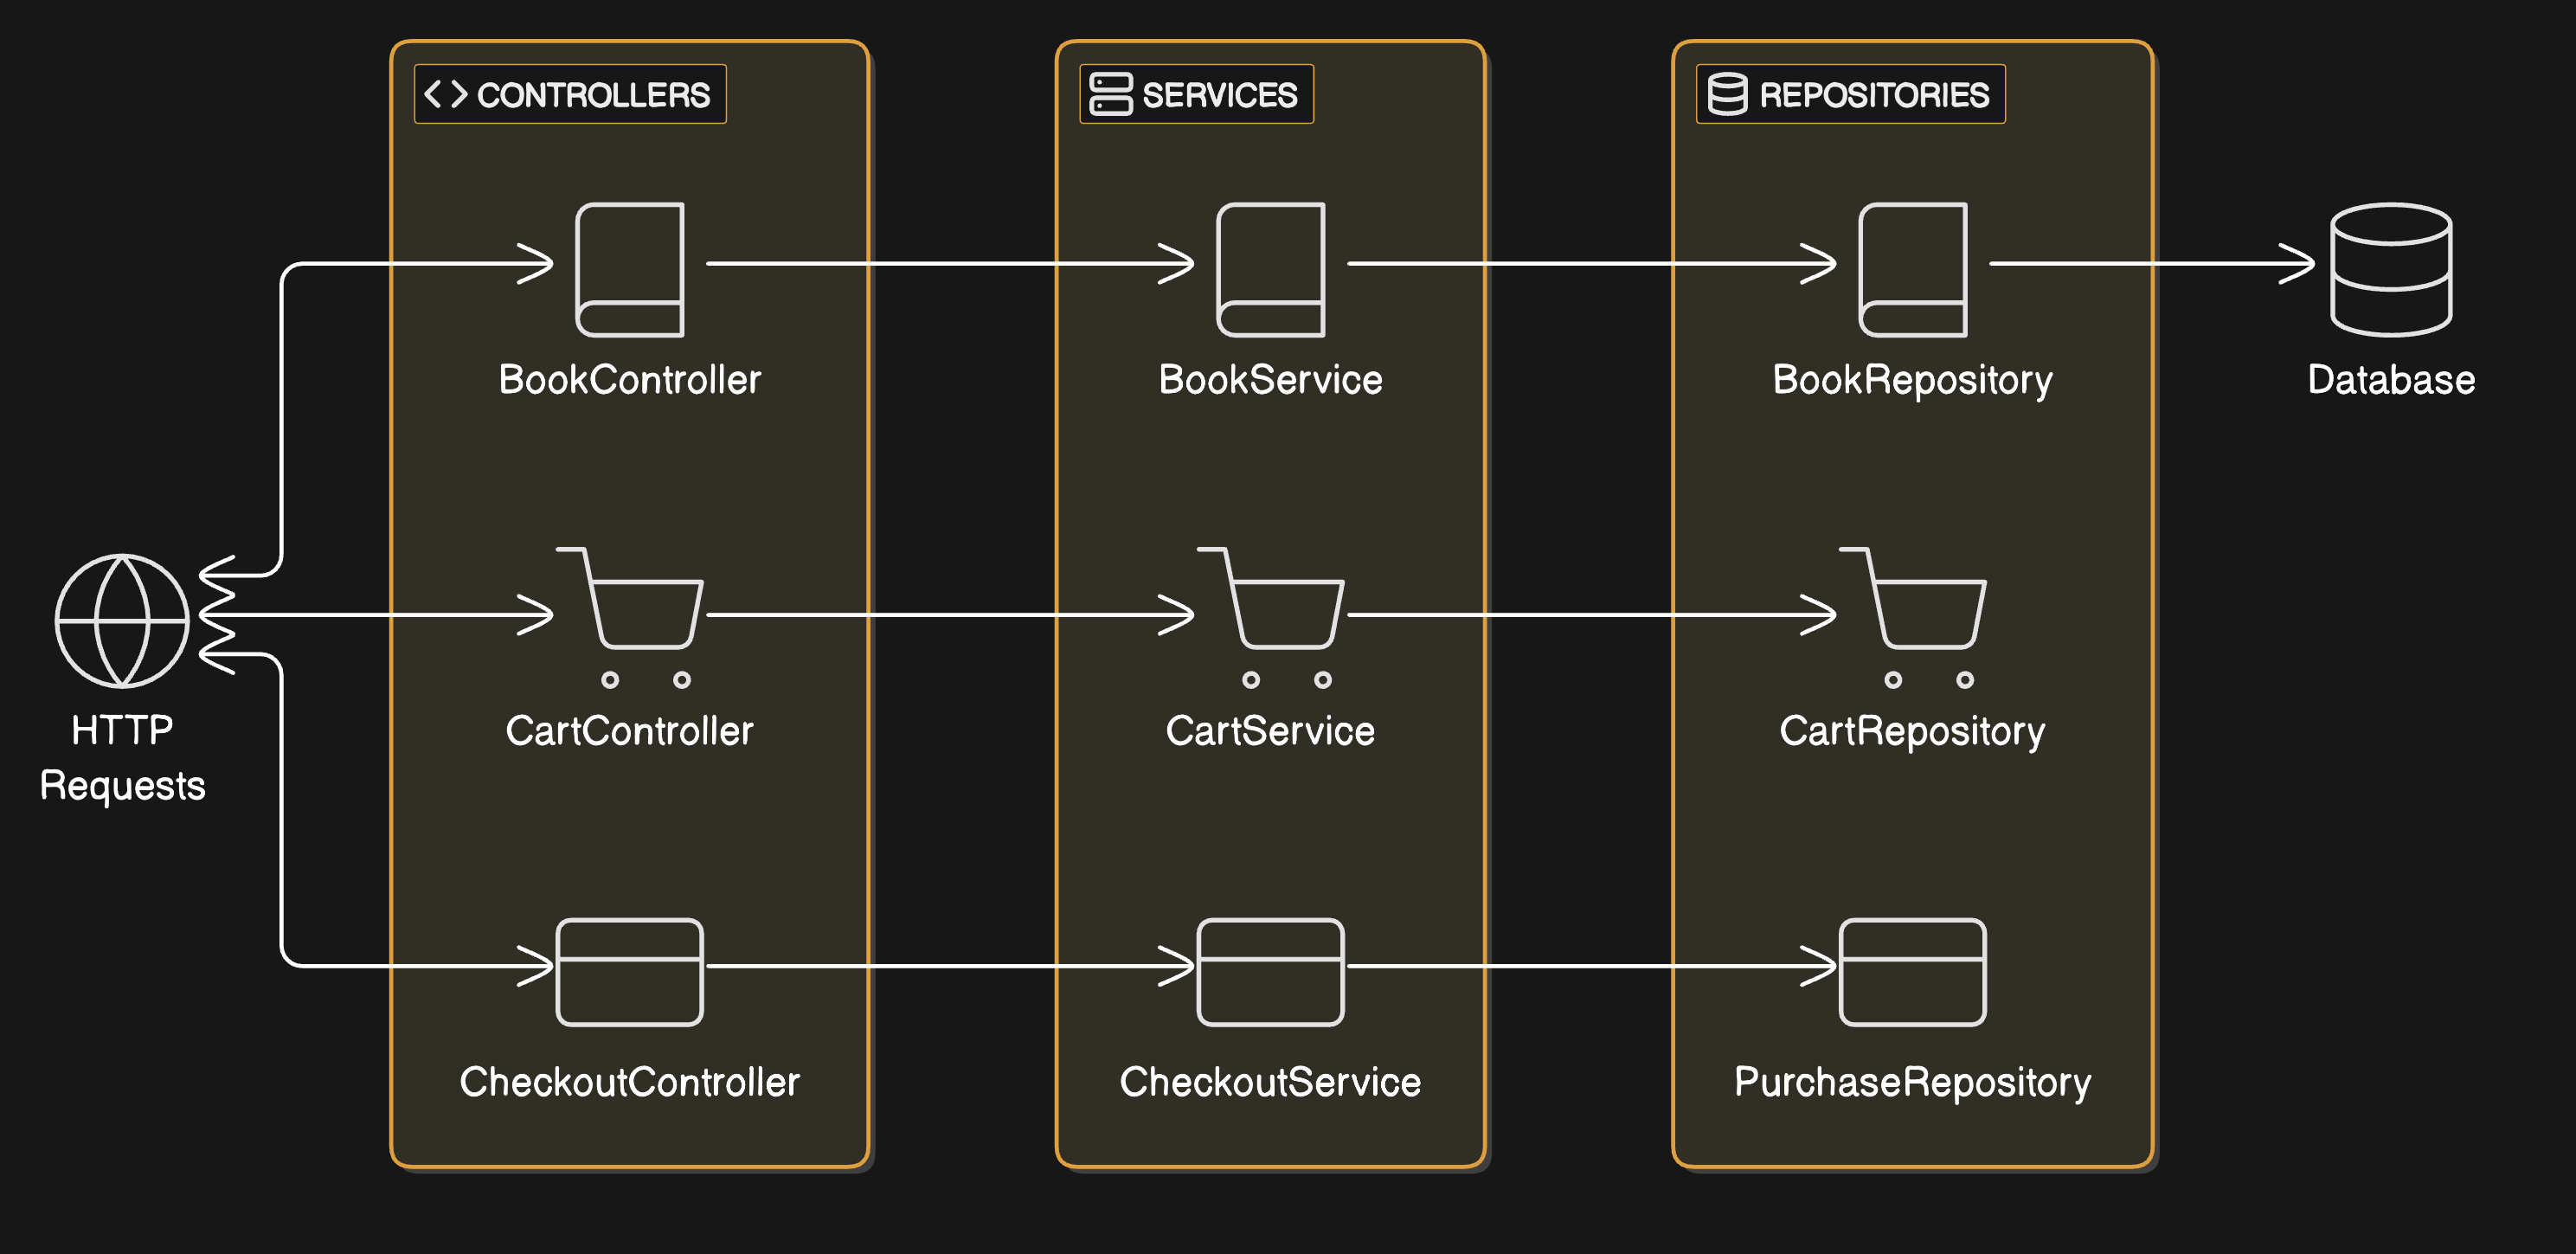 CONTROLLERS
SERVICES
REPOSITORIES
BookController
BookService
BookRepository
Database
HTTP
Requests
CartController
CartService
CartRepository
CheckoutController
CheckoutService
PurchaseRepository